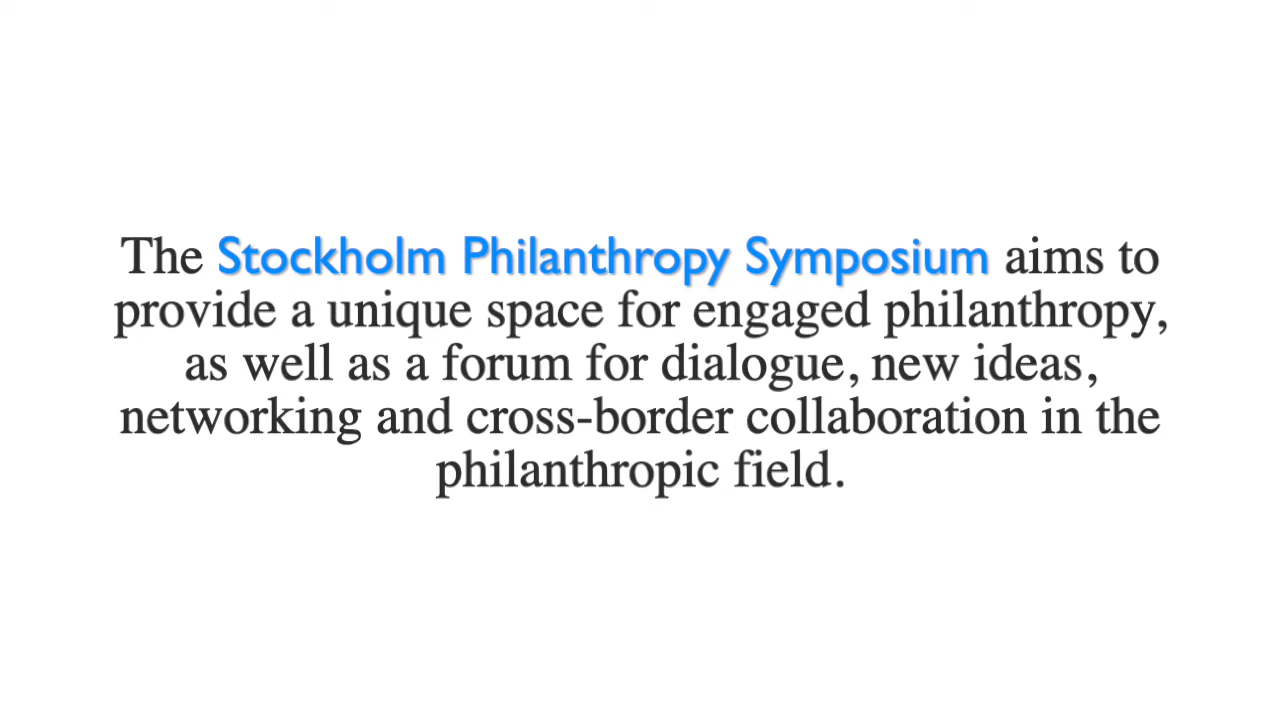 The Stockholm Philanthropy Symposium aims to
provide a unique space for engaged philanthropy,
as well as a forum for dialogue, new ideas,
networking and cross-border collaboration in the
philanthropic field.